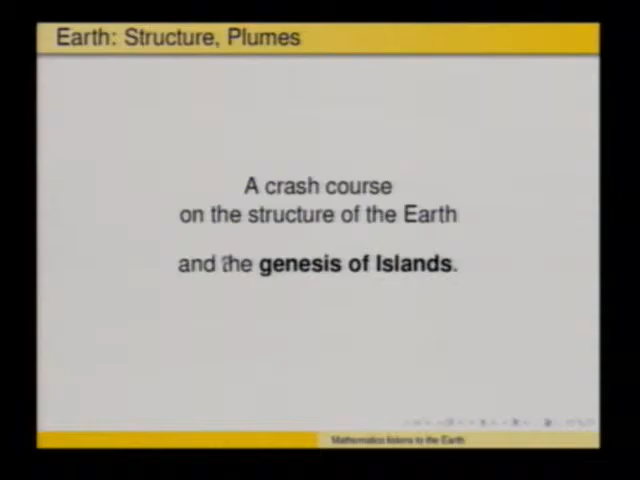 Earth: Structure, Plumes
A crash course
on the structure of the Earth
and the genesis of Islands.
Mathematics listens to the Earth